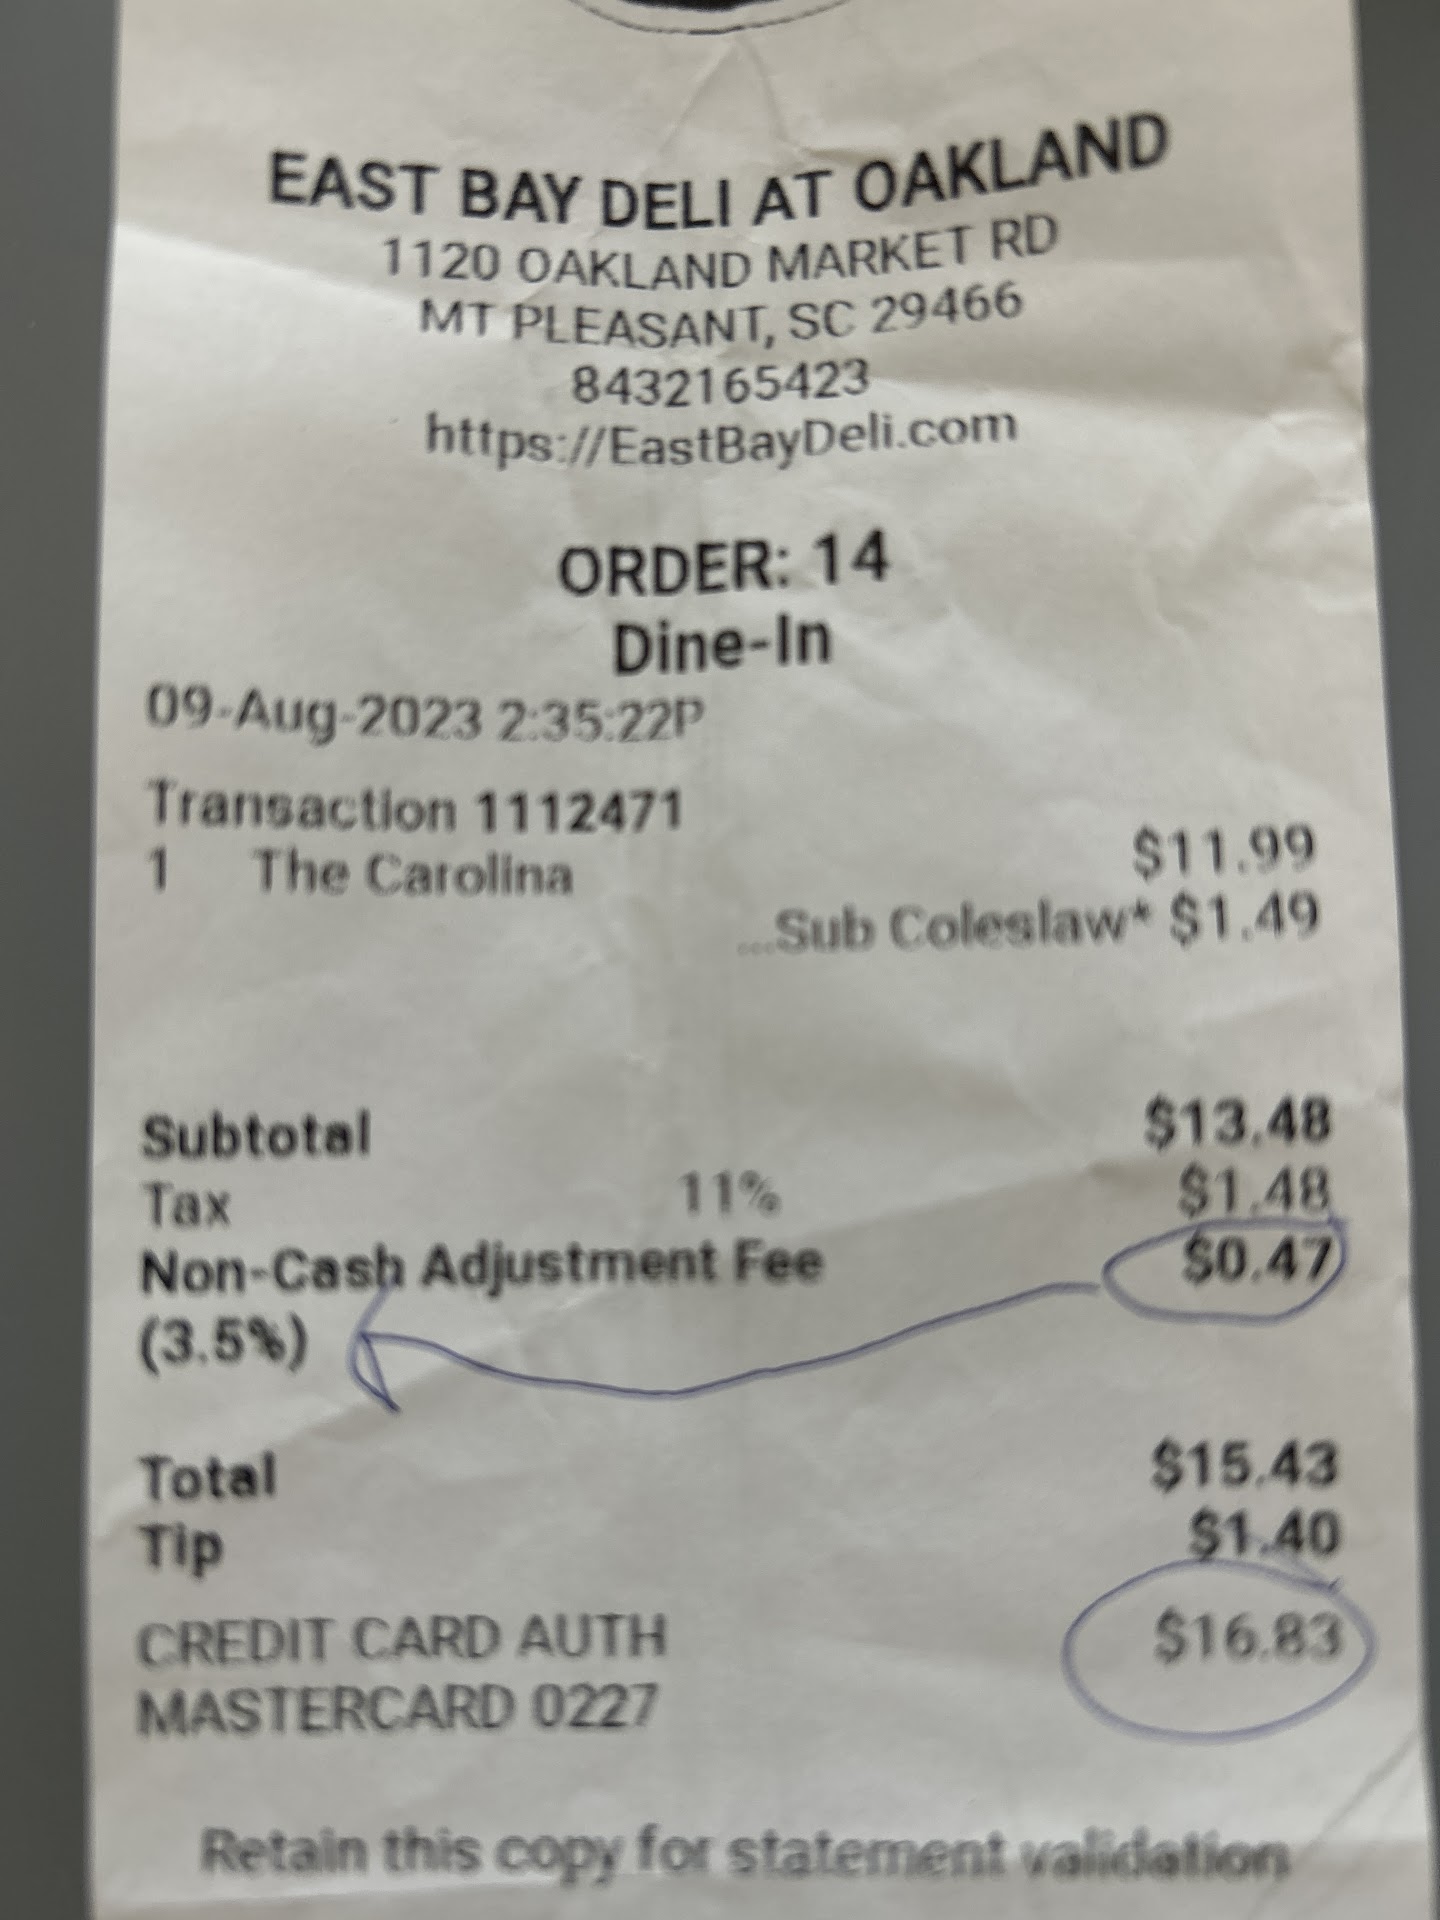 EAST BAY DELI AT OAKLAND
1120 OAKLAND MARKET RD
MT PLEASANT, SC 29466
8432165423
https://EastBayDeli.com
ORDER: 14
Dine-In
09-Aug-2023 2:35:22P
Transaction 1112471
1 The Carolina $11.99
...Sub Coleslaw* $1.49
Subtotal $13.48
Tax 11% $1.48
Non-Cash Adjustment Fee $0.47
(3.5%)
Total $15.43
Tip $1.40
CREDIT CARD AUTH $16.83
MASTERCARD 0227
Retain this copy for statement validation